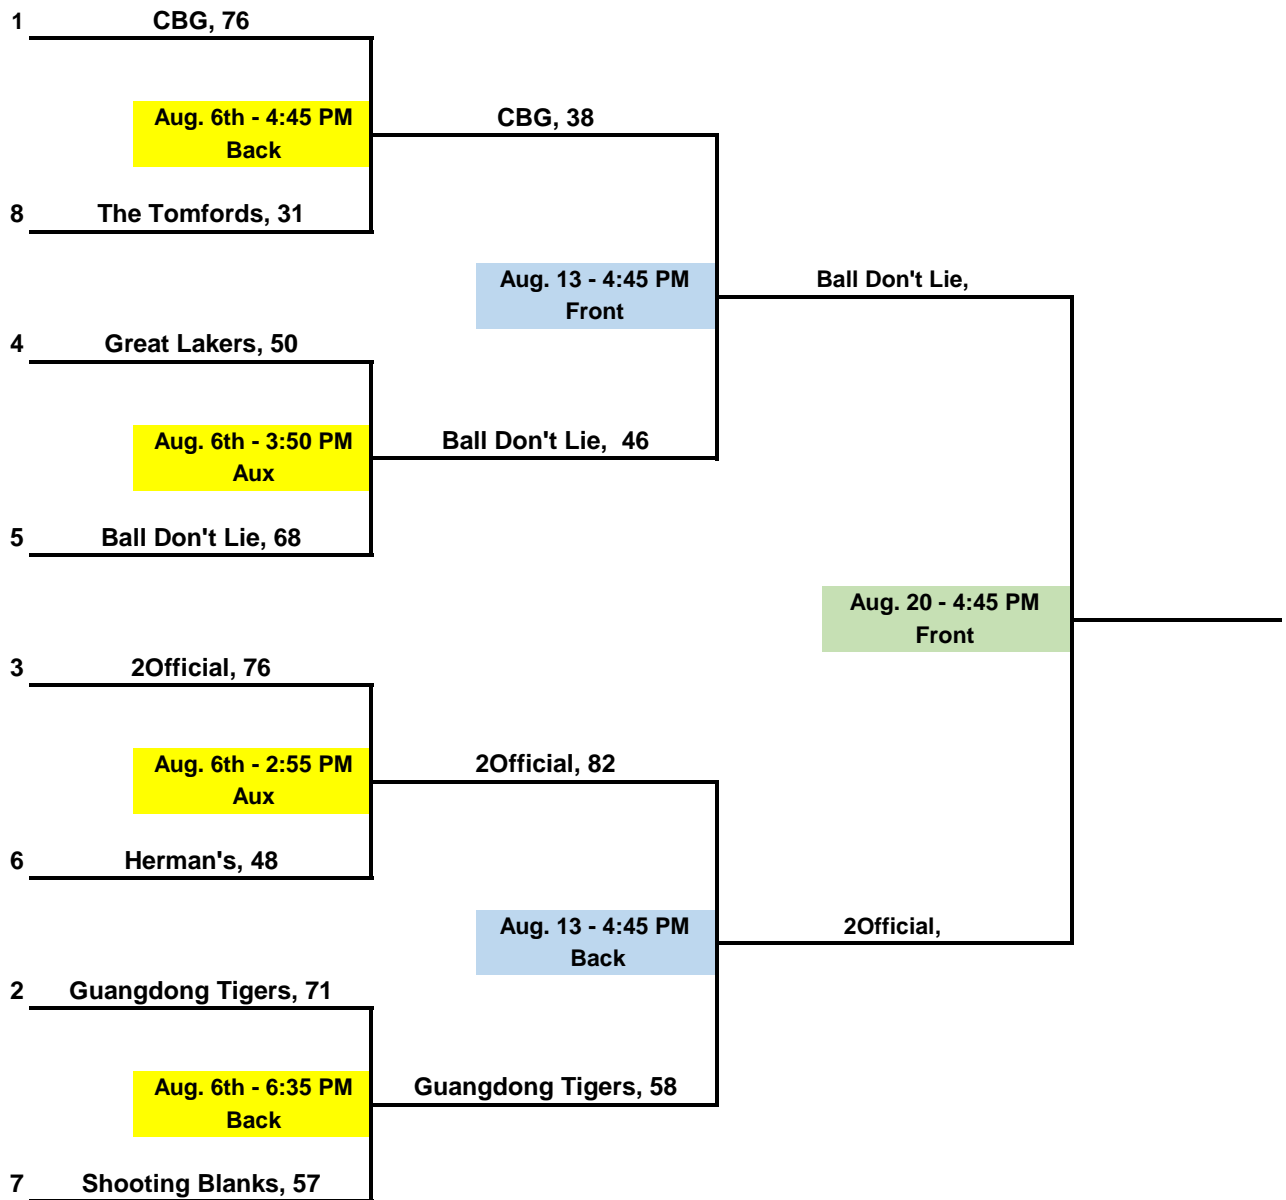 1 CBG, 76
Aug. 6th - 4:45 PM
Back
CBG, 38
8 The Tomfords, 31
Aug. 13 - 4:45 PM
Front
Ball Don't Lie,
4 Great Lakers, 50
Aug. 6th - 3:50 PM
Aux
Ball Don't Lie,  46
5 Ball Don't Lie, 68
Aug. 20 - 4:45 PM
Front
3 2Official, 76
Aug. 6th - 2:55 PM
Aux
2Official, 82
6 Herman's, 48
Aug. 13 - 4:45 PM
Back
2Official,
2 Guangdong Tigers, 71
Aug. 6th - 6:35 PM
Back
Guangdong Tigers, 58
7 Shooting Blanks, 57